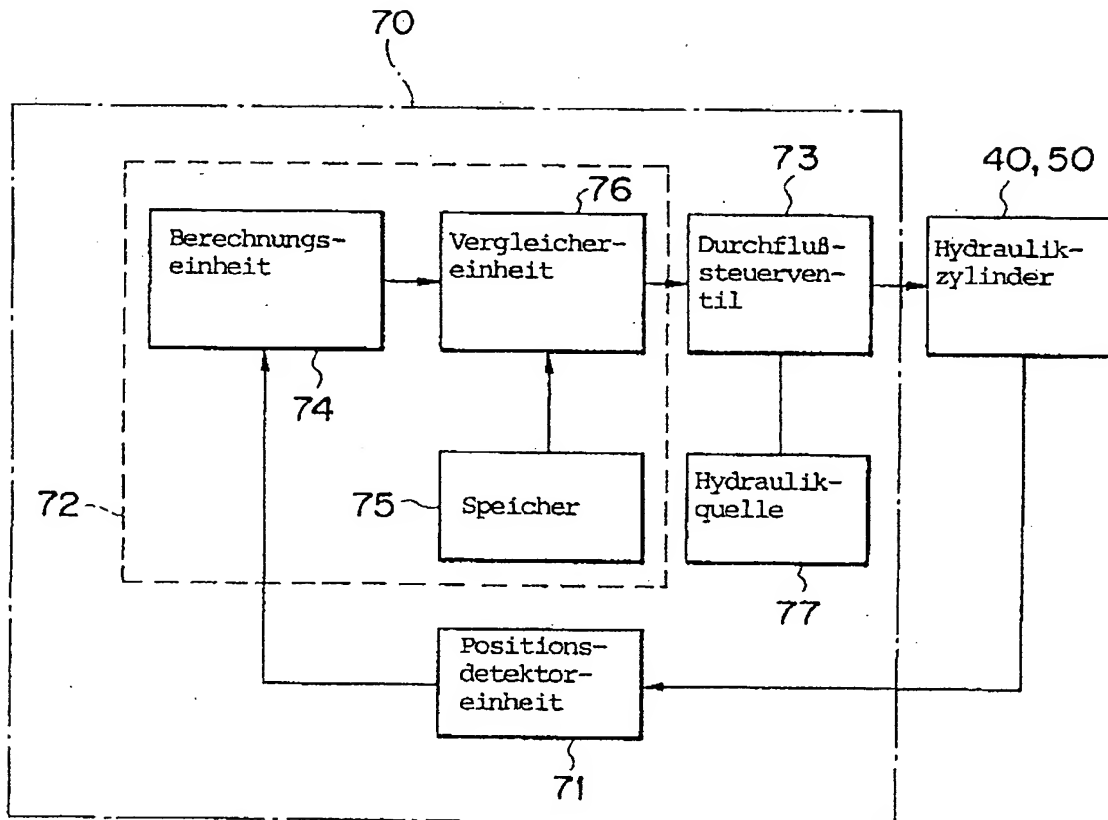 70
73
40,50
76
Berechnungs-
einheit
Vergleicher-
einheit
Durchfluß-
steuerven-
til
Hydraulik-
zylinder
74
72
75
Speicher
Hydraulik-
quelle
77
Positions-
detektor-
einheit
71